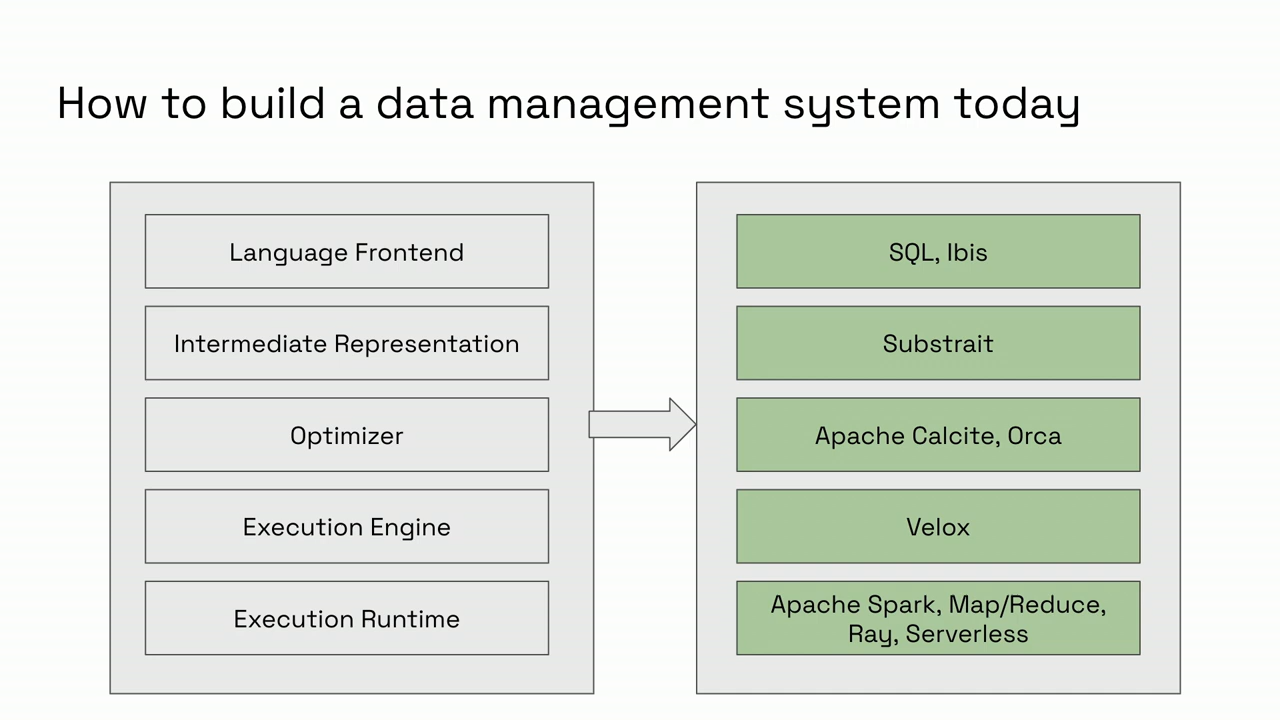 How to build a data management system today
Language Frontend
Intermediate Representation
Optimizer
Execution Engine
Execution Runtime
SQL, Ibis
Substrait
Apache Calcite, Orca
Velox
Apache Spark, Map/Reduce,
Ray, Serverless